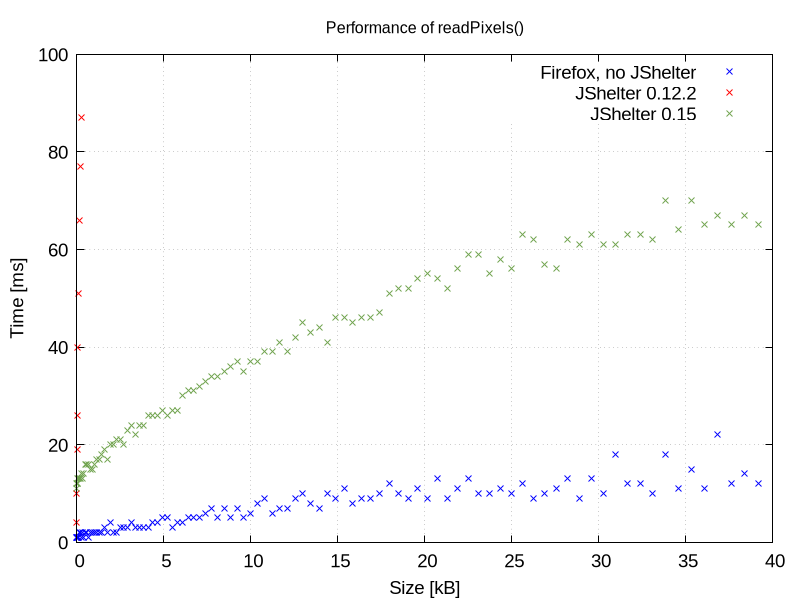 Performance of readPixels()
100
80
60
40
20
0
Time [ms]
Firefox, no JShelter
JShelter 0.12.2
JShelter 0.15
0 5 10 15 20 25 30 35 40
Size [kB]